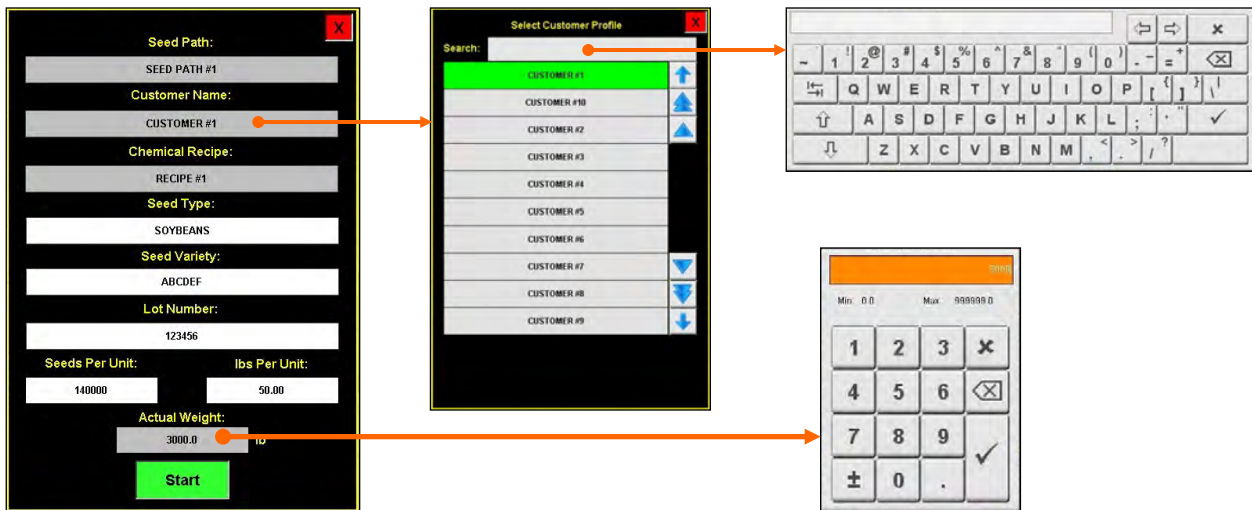 X
Seed Path:
SEED PATH #1
Customer Name:
CUSTOMER #1
Chemical Recipe:
RECIPE #1
Seed Type:
SOYBEANS
Seed Variety:
ABCDEF
Lot Number:
123456
Seeds Per Unit: lbs Per Unit:
140000 50.00
Actual Weight:
3000.0 lb
Start
Select Customer Profile X
Search:
CUSTOMER #1
CUSTOMER #10
CUSTOMER #2
CUSTOMER #3
CUSTOMER #4
CUSTOMER #5
CUSTOMER #6
CUSTOMER #7
CUSTOMER #8
CUSTOMER #9
~ ` 1 ! 2 @ 3 # 4 $ 5 % 6 ^ 7 & 8 9 ( 0 ) - = +
Q W E R T Y U I O P [ { ] } \
A S D F G H J K L ; : ' "
Z X C V B N M , < . > / ?
Min: 0.0 Max: 999999.0
1 2 3
4 5 6
7 8 9
± 0 .